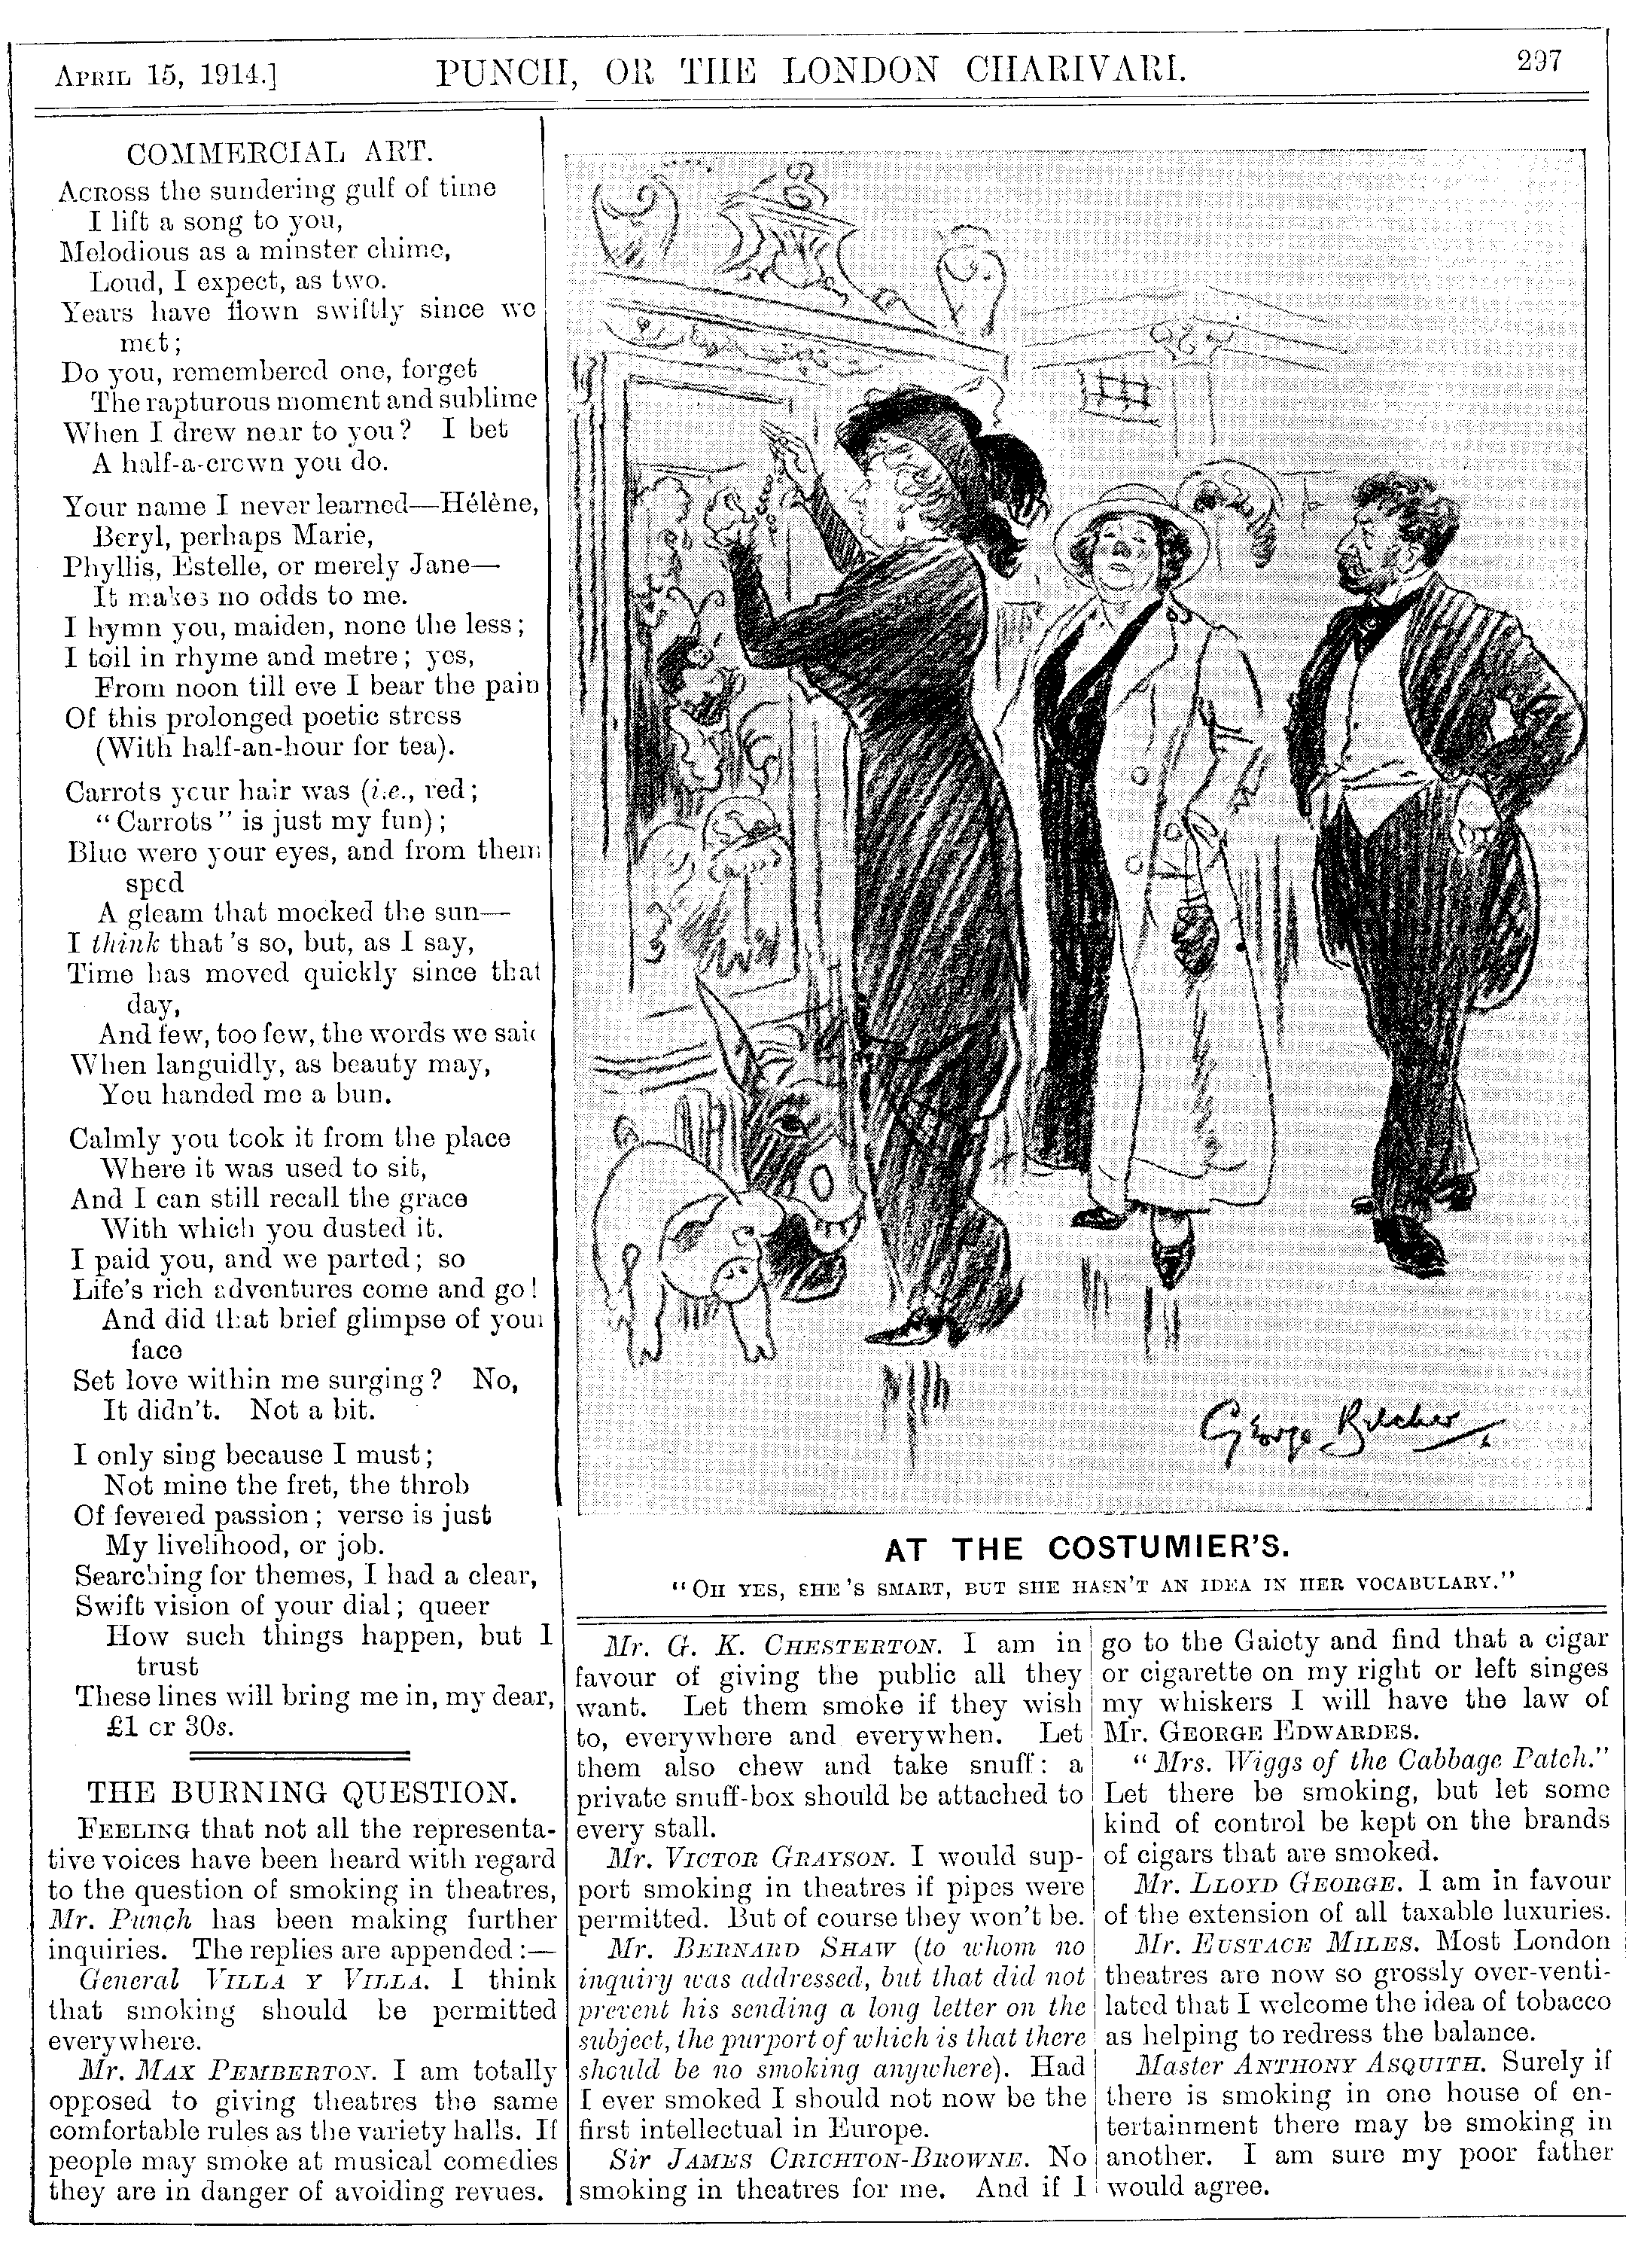 APRIL 15, 1914.]
PUNCH, OR THE LONDON CHARIVARI.
297
COMMERCIAL ART.
ACROSS the sundering gulf of time
I lift a song to you,
Melodious as a minster chime,
Loud, I expect, as two.
Years have flown swiftly since we
met;
Do you, remembered one, forget
The rapturous moment and sublime
When I drew near to you? I bet
A half-a-crown you do.
Your name I never learned—Hélène,
Beryl, perhaps Marie,
Phyllis, Estelle, or merely Jane—
It makes no odds to me.
I hymn you, maiden, none the less;
I toil in rhyme and metre; yes,
From noon till eve I bear the pain
Of this prolonged poetic stress
(With half-an-hour for tea).
Carrots your hair was (i.e., red;
"Carrots" is just my fun);
Blue were your eyes, and from them
sped
A gleam that mocked the sun—
I think that's so, but, as I say,
Time has moved quickly since that
day,
And few, too few, the words we said
When languidly, as beauty may,
You handed me a bun.
Calmly you took it from the place
Where it was used to sit,
And I can still recall the grace
With which you dusted it.
I paid you, and we parted; so
Life's rich adventures come and go!
And did that brief glimpse of your
face
Set love within me surging? No,
It didn't. Not a bit.
I only sing because I must;
Not mine the fret, the throb
Of fevered passion; verse is just
My livelihood, or job.
Searching for themes, I had a clear,
Swift vision of your dial; queer
How such things happen, but I
trust
These lines will bring me in, my dear,
£1 or 30s.
THE BURNING QUESTION.
FEELING that not all the representa-
tive voices have been heard with regard
to the question of smoking in theatres,
Mr. Punch has been making further
inquiries. The replies are appended:—
General VILLA Y VILLA. I think
that smoking should be permitted
everywhere.
Mr. MAX PEMBERTON. I am totally
opposed to giving theatres the same
comfortable rules as the variety halls. If
people may smoke at musical comedies
they are in danger of avoiding revues.
George Belcher
AT THE COSTUMIER'S.
"OH YES, SHE'S SMART, BUT SHE HASN'T AN IDEA IN HER VOCABULARY."
Mr. G. K. CHESTERTON. I am in
favour of giving the public all they
want. Let them smoke if they wish
to, everywhere and everywhen. Let
them also chew and take snuff: a
private snuff-box should be attached to
every stall.
Mr. VICTOR GRAYSON. I would sup-
port smoking in theatres if pipes were
permitted. But of course they won't be.
Mr. BERNARD SHAW (to whom no
inquiry was addressed, but that did not
prevent his sending a long letter on the
subject, the purport of which is that there
should be no smoking anywhere). Had
I ever smoked I should not now be the
first intellectual in Europe.
Sir JAMES CRICHTON-BROWNE. No
smoking in theatres for me. And if I
go to the Gaiety and find that a cigar
or cigarette on my right or left singes
my whiskers I will have the law of
Mr. GEORGE EDWARDES.
"Mrs. Wiggs of the Cabbage Patch."
Let there be smoking, but let some
kind of control be kept on the brands
of cigars that are smoked.
Mr. LLOYD GEORGE. I am in favour
of the extension of all taxable luxuries.
Mr. EUSTACE MILES. Most London
theatres are now so grossly over-venti-
lated that I welcome the idea of tobacco
as helping to redress the balance.
Master ANTHONY ASQUITH. Surely if
there is smoking in one house of en-
tertainment there may be smoking in
another. I am sure my poor father
would agree.